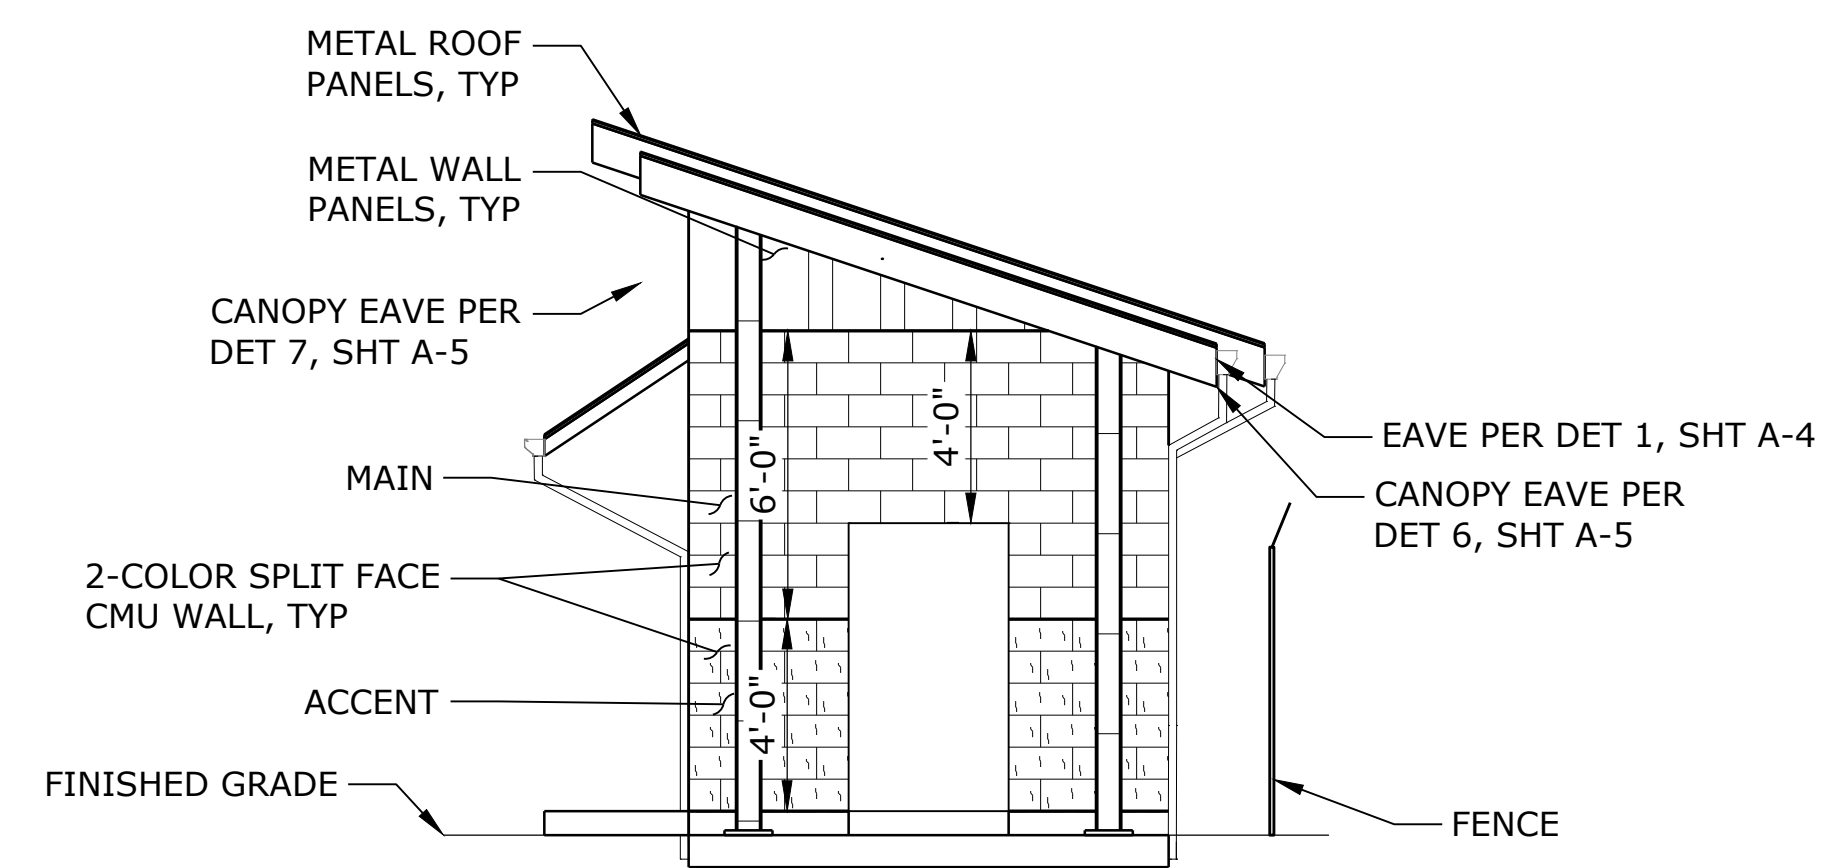 METAL ROOF
PANELS, TYP
METAL WALL
PANELS, TYP
CANOPY EAVE PER
DET 7, SHT A-5
4'-0"
6'-0"
EAVE PER DET 1, SHT A-4
MAIN
CANOPY EAVE PER
DET 6, SHT A-5
2-COLOR SPLIT FACE
CMU WALL, TYP
4'-0"
ACCENT
FINISHED GRADE
FENCE